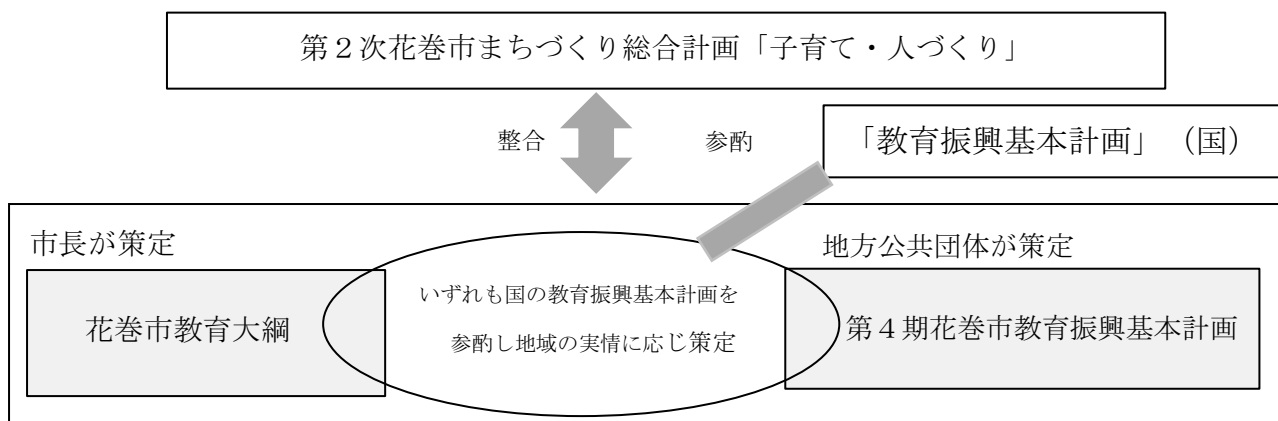 第２次花巻市まちづくり総合計画「子育て・人づくり」
整合
参酌
「教育振興基本計画」（国）
市長が策定
地方公共団体が策定
花巻市教育大綱
いずれも国の教育振興基本計画を
参酌し地域の実情に応じ策定
第４期花巻市教育振興基本計画